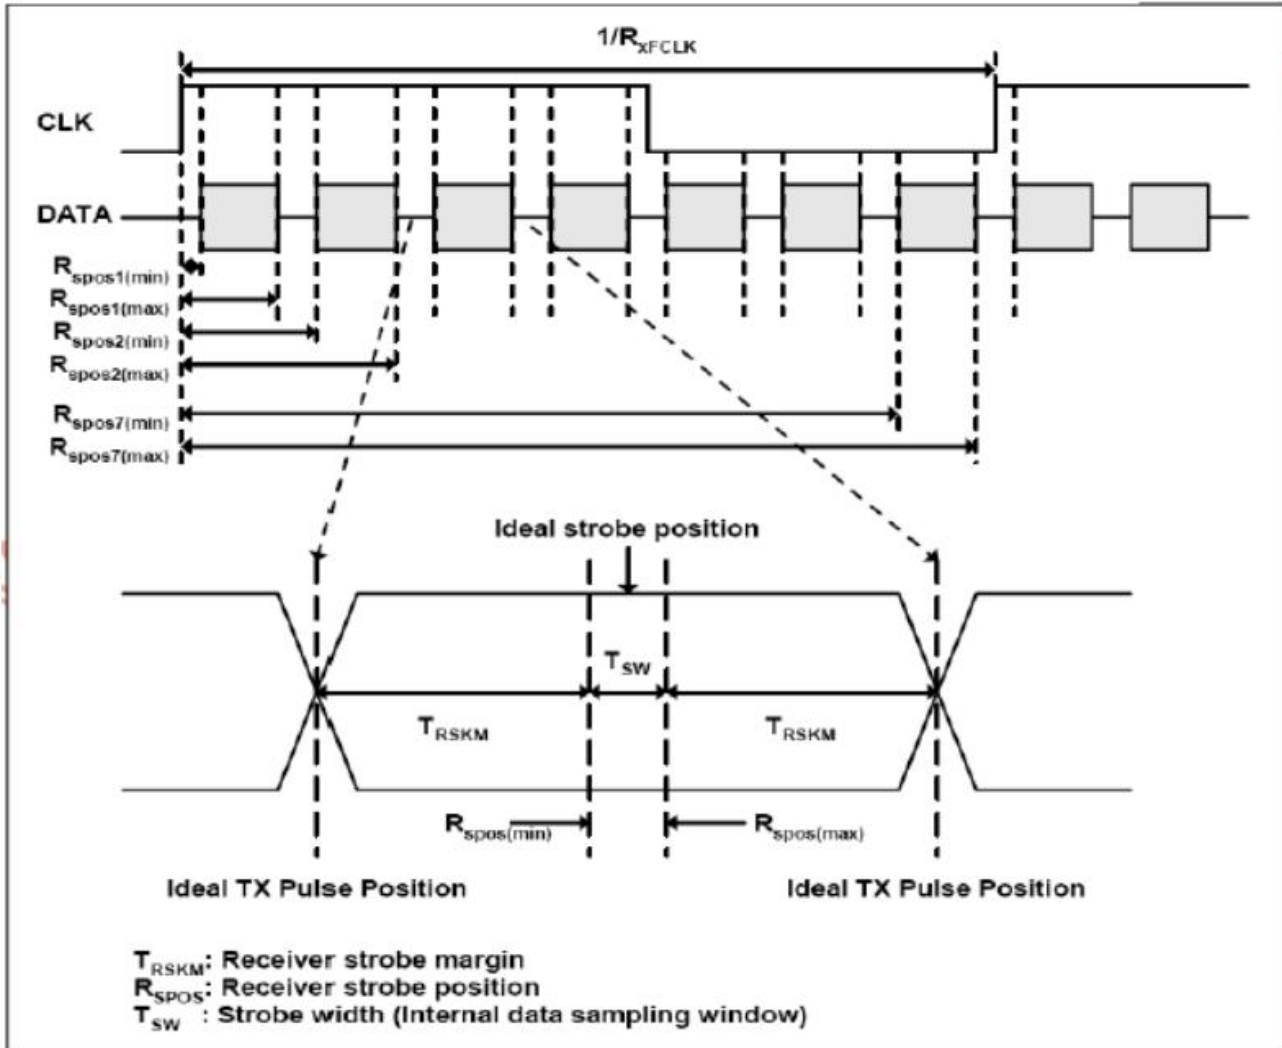 1/RxFCLK
CLK
DATA
Rspos1(min)
Rspos1(max)
Rspos2(min)
Rspos2(max)
Rspos7(min)
Rspos7(max)
Ideal strobe position
TSW
TRSKM TRSKM
Rspos(min) Rspos(max)
Ideal TX Pulse Position Ideal TX Pulse Position
TRSKM: Receiver strobe margin
RSPOS: Receiver strobe position
TSW : Strobe width (Internal data sampling window)